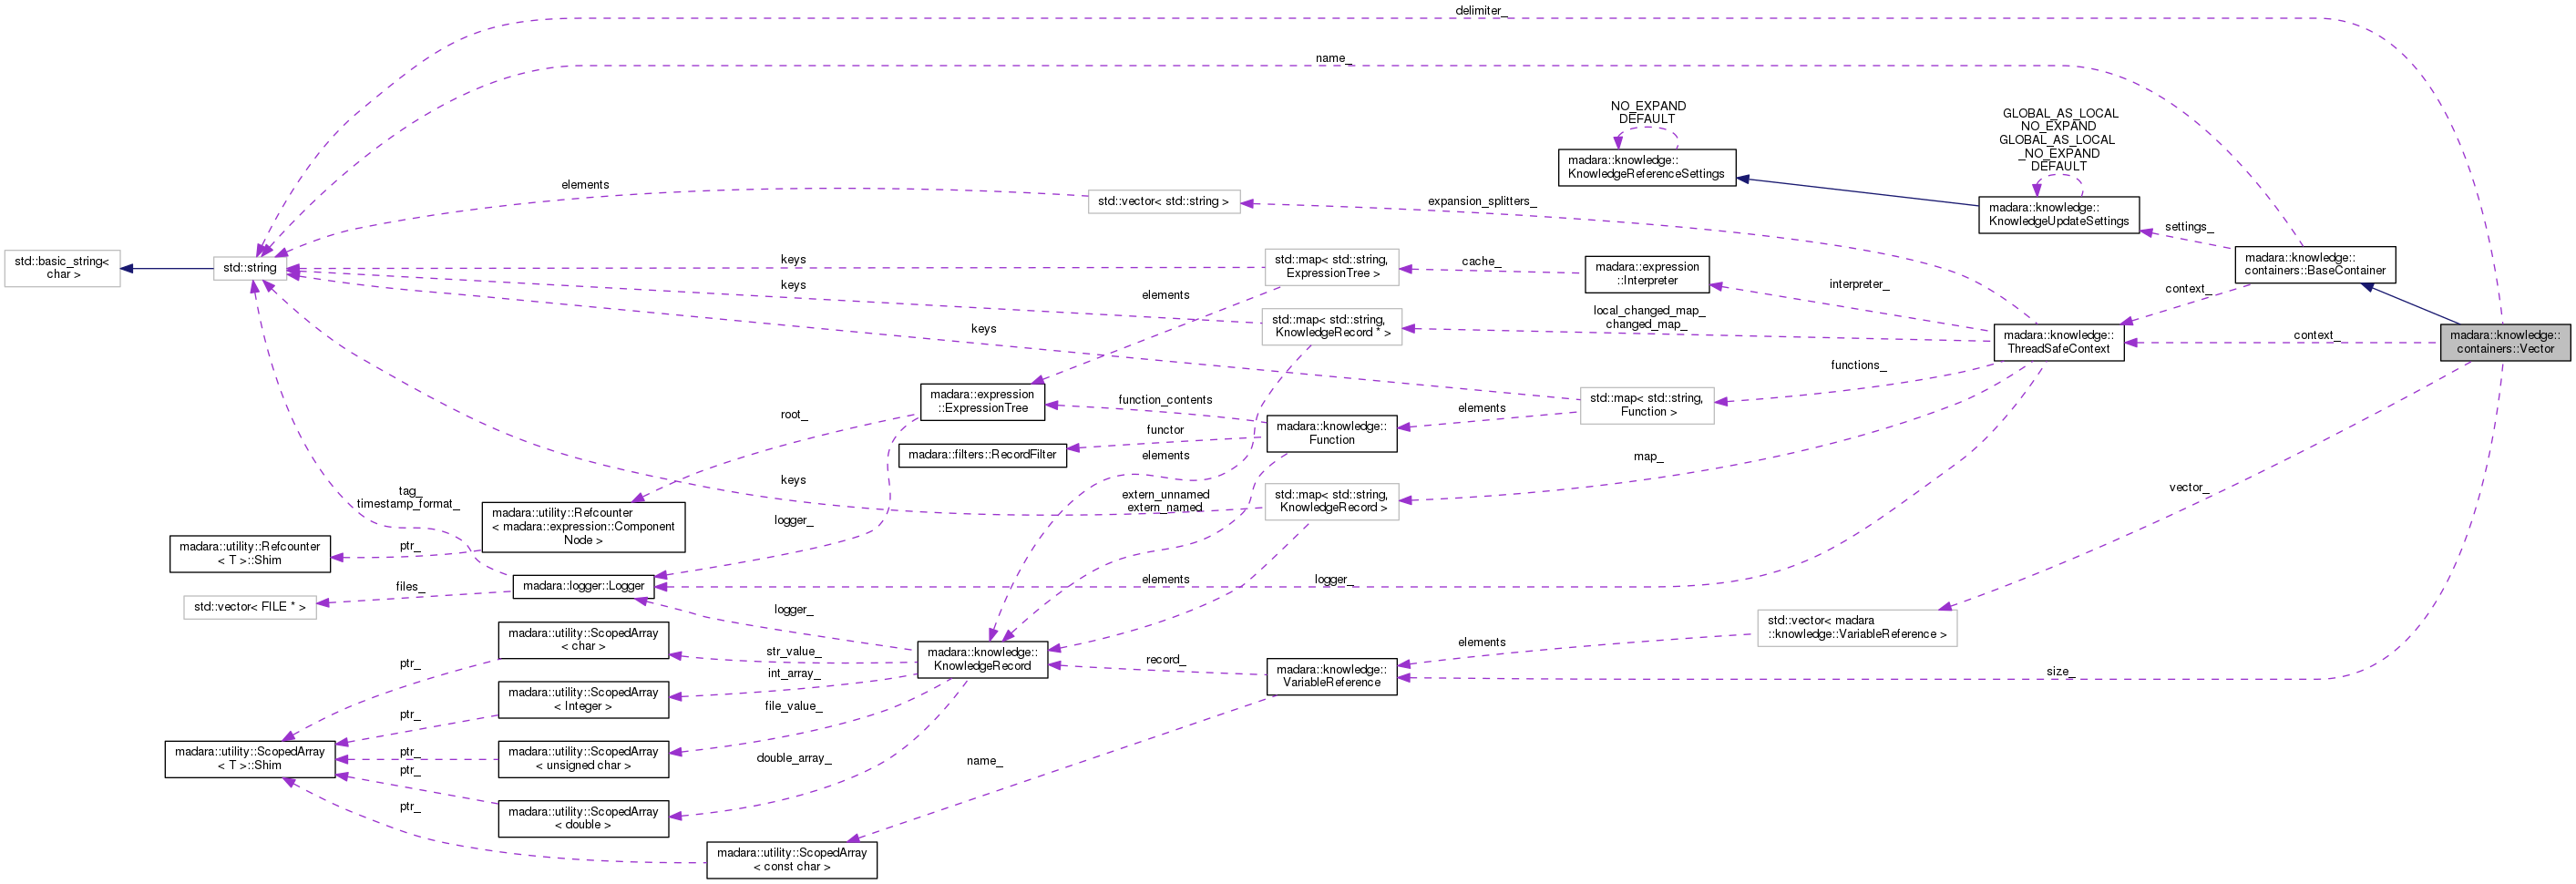 delimiter_
name_
NO_EXPAND
DEFAULT
GLOBAL_AS_LOCAL
NO_EXPAND
GLOBAL_AS_LOCAL
_NO_EXPAND
DEFAULT
madara::knowledge::
KnowledgeReferenceSettings
elements
std::vector< std::string >
expansion_splitters_
madara::knowledge::
KnowledgeUpdateSettings
settings_
std::basic_string<
char >
std::string
keys
std::map< std::string,
ExpressionTree >
cache_
madara::expression
::Interpreter
interpreter_
madara::knowledge::
containers::BaseContainer
context_
keys
elements
std::map< std::string,
KnowledgeRecord * >
local_changed_map_
changed_map_
madara::knowledge::
ThreadSafeContext
context_
madara::knowledge::
containers::Vector
keys
functions_
madara::expression
::ExpressionTree
function_contents
std::map< std::string,
Function >
elements
root_
functor
madara::knowledge::
Function
madara::filters::RecordFilter
elements
map_
keys
extern_unnamed
extern_named
std::map< std::string,
KnowledgeRecord >
vector_
tag_
timestamp_format_
madara::utility::Refcounter
< madara::expression::Component
Node >
logger_
madara::utility::Refcounter
< T >::Shim
ptr_
files_
madara::logger::Logger
elements
logger_
std::vector< FILE * >
logger_
std::vector< madara
::knowledge::VariableReference >
madara::utility::ScopedArray
< char >
str_value_
madara::knowledge::
KnowledgeRecord
record_
elements
madara::knowledge::
VariableReference
size_
ptr_
int_array_
madara::utility::ScopedArray
< Integer >
file_value_
ptr_
madara::utility::ScopedArray
< T >::Shim
ptr_
madara::utility::ScopedArray
< unsigned char >
double_array_
name_
ptr_
madara::utility::ScopedArray
< double >
ptr_
madara::utility::ScopedArray
< const char >